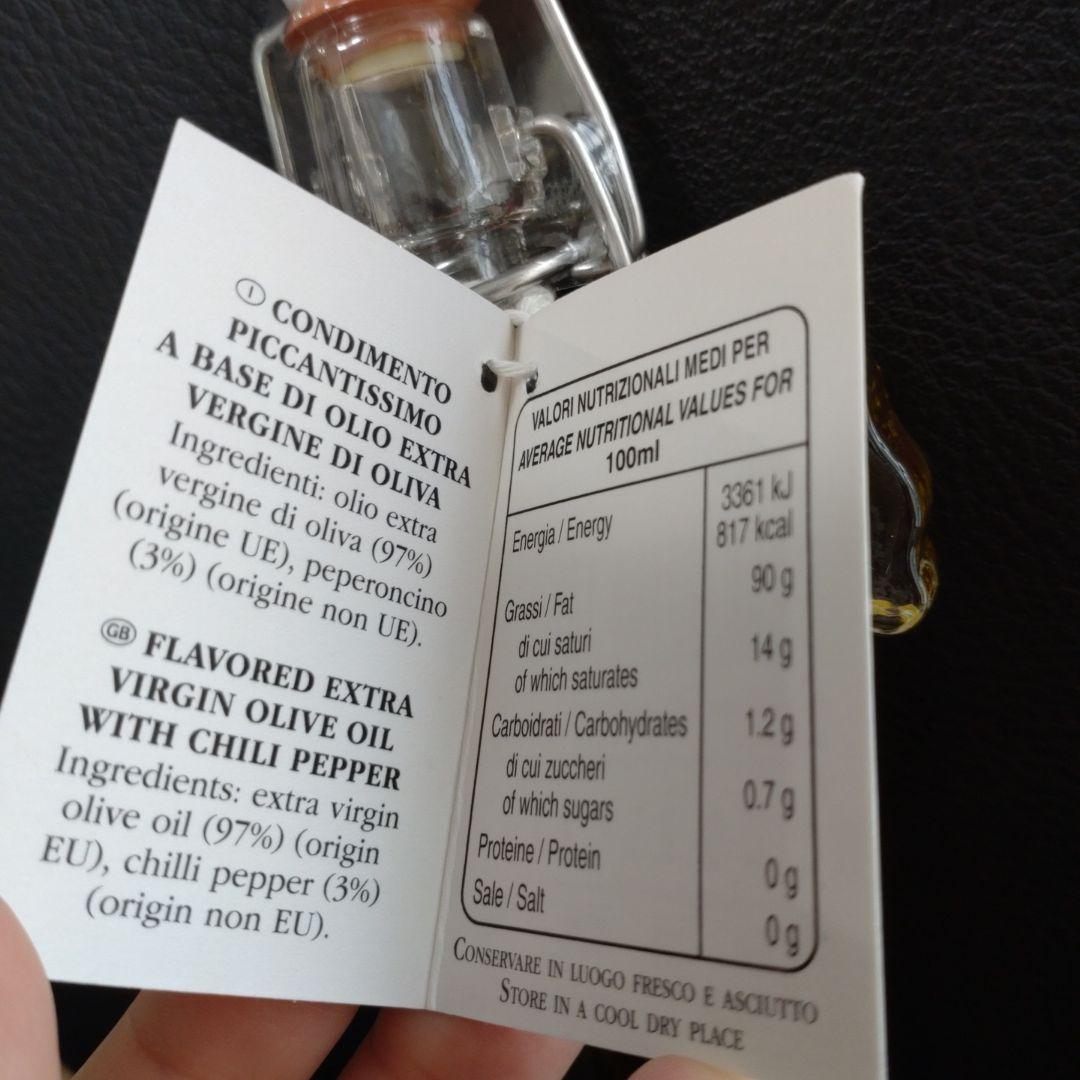 I CONDIMENTO
PICCANTISSIMO
A BASE DI OLIO EXTRA
VERGINE DI OLIVA
Ingredienti: olio extra
vergine di oliva (97%)
(origine UE), peperoncino
(3%) (origine non UE).
GB FLAVORED EXTRA
VIRGIN OLIVE OIL
WITH CHILI PEPPER
Ingredients: extra virgin
olive oil (97%) (origin
EU), chilli pepper (3%)
(origin non EU).
VALORI NUTRIZIONALI MEDI PER
AVERAGE NUTRITIONAL VALUES FOR
100ml
Energia / Energy 3361 kJ
817 kcal
Grassi / Fat 90 g
di cui saturi
of which saturates 14 g
Carboidrati / Carbohydrates 1.2 g
di cui zuccheri
of which sugars 0.7 g
Proteine / Protein 0 g
Sale / Salt 0 g
CONSERVARE IN LUOGO FRESCO E ASCIUTTO
STORE IN A COOL DRY PLACE